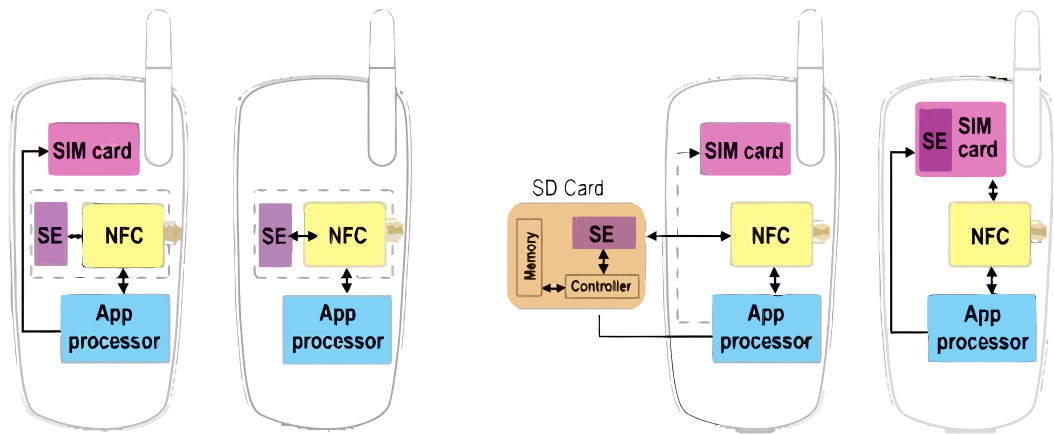 SIM card
SE
NFC
App
processor
SE
NFC
App
processor
SD Card
Memory
SE
Controller
SIM card
NFC
App
processor
SE
SIM
card
NFC
App
processor